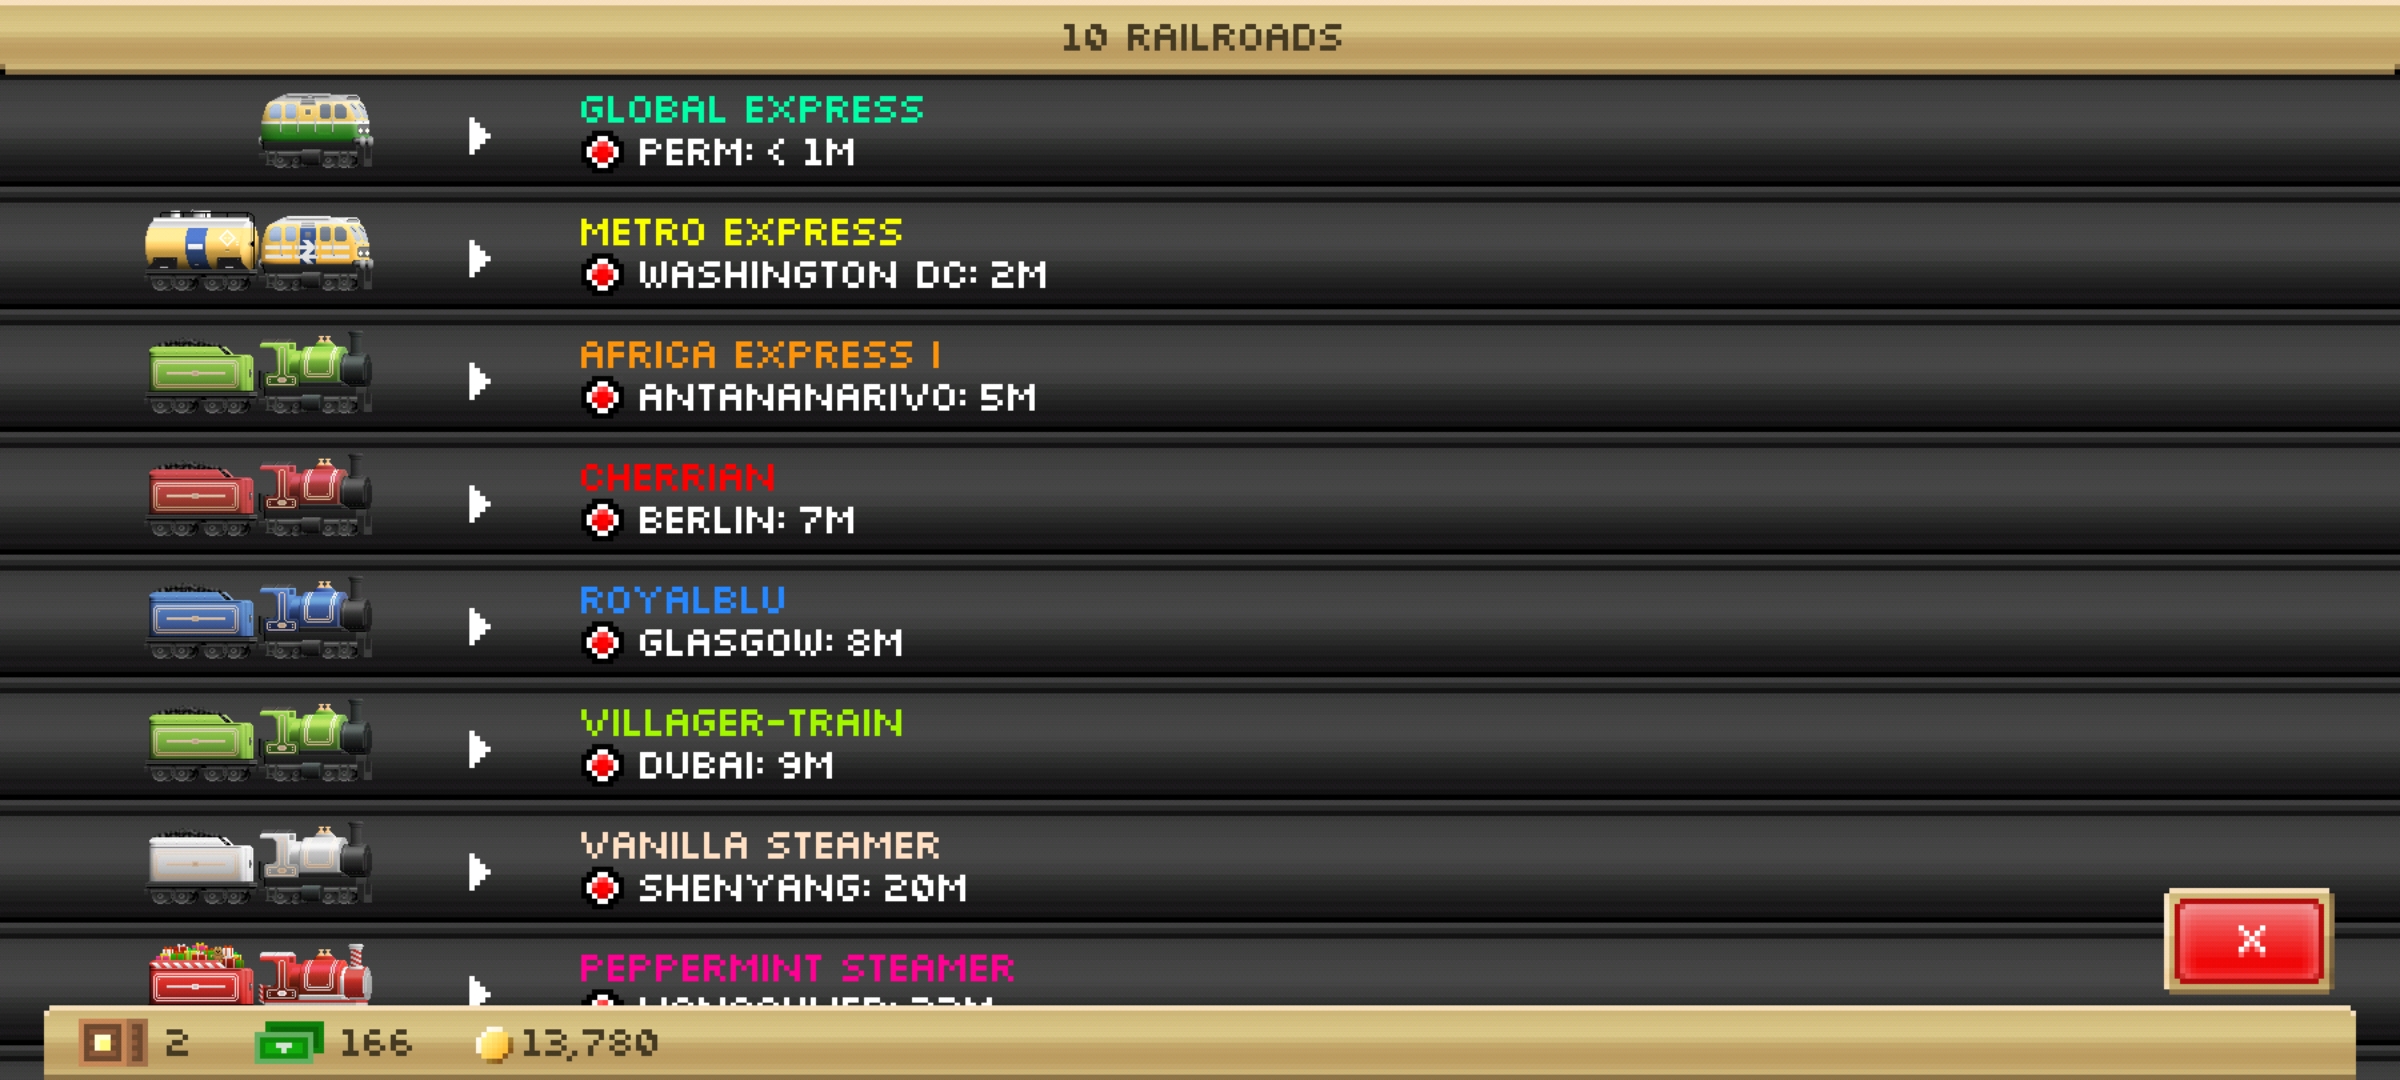 10 RAILROADS
GLOBAL EXPRESS
PERM: < 1M
METRO EXPRESS
WASHINGTON DC: 2M
AFRICA EXPRESS I
ANTANANARIVO: 5M
CHERRIAN
BERLIN: 7M
ROYALBLU
GLASGOW: 8M
VILLAGER-TRAIN
DUBAI: 9M
VANILLA STEAMER
SHENYANG: 20M
PEPPERMINT STEAMER
X
2
166
13,780